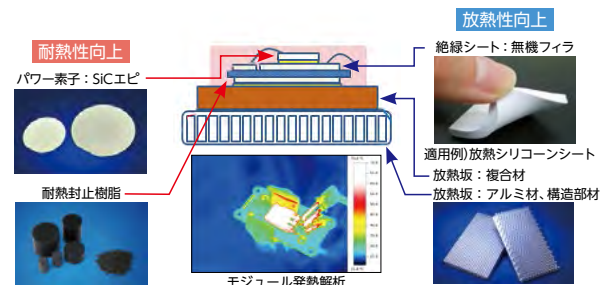 耐熱性向上
放熱性向上
パワー素子：SiCエピ
絶縁シート：無機フィラ
適用例）放熱シリコーンシート
放熱坂：複合材
放熱坂：アルミ材、構造部材
耐熱封止樹脂
モジュール発熱解析